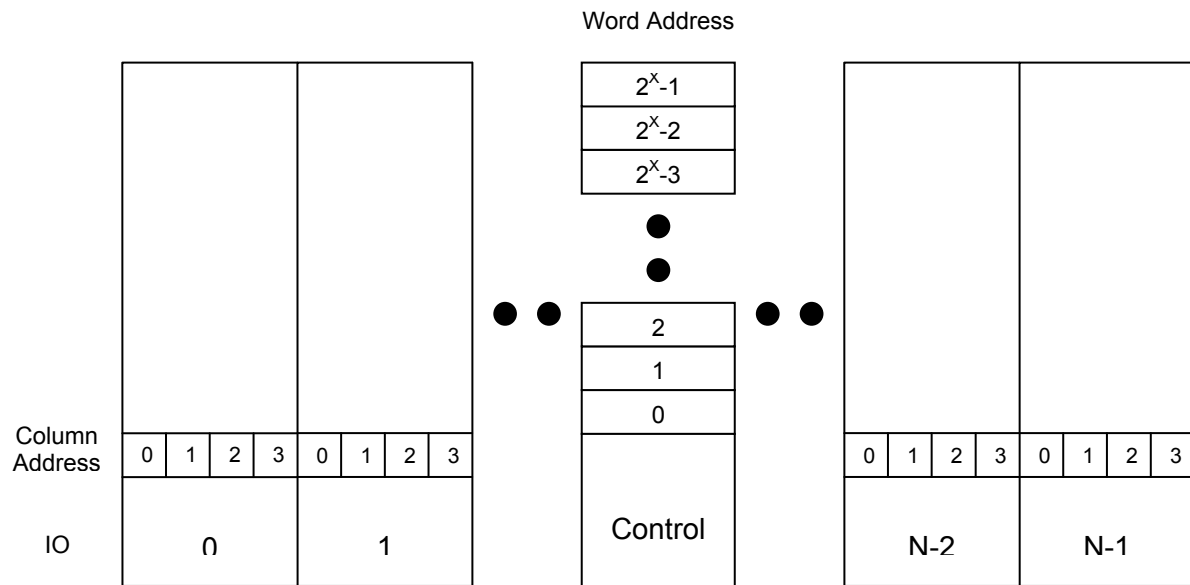 Word Address
2^X-1
2^X-2
2^X-3
2
1
0
Column
Address
0 1 2 3 0 1 2 3 0 1 2 3 0 1 2 3
IO
0 1 Control N-2 N-1